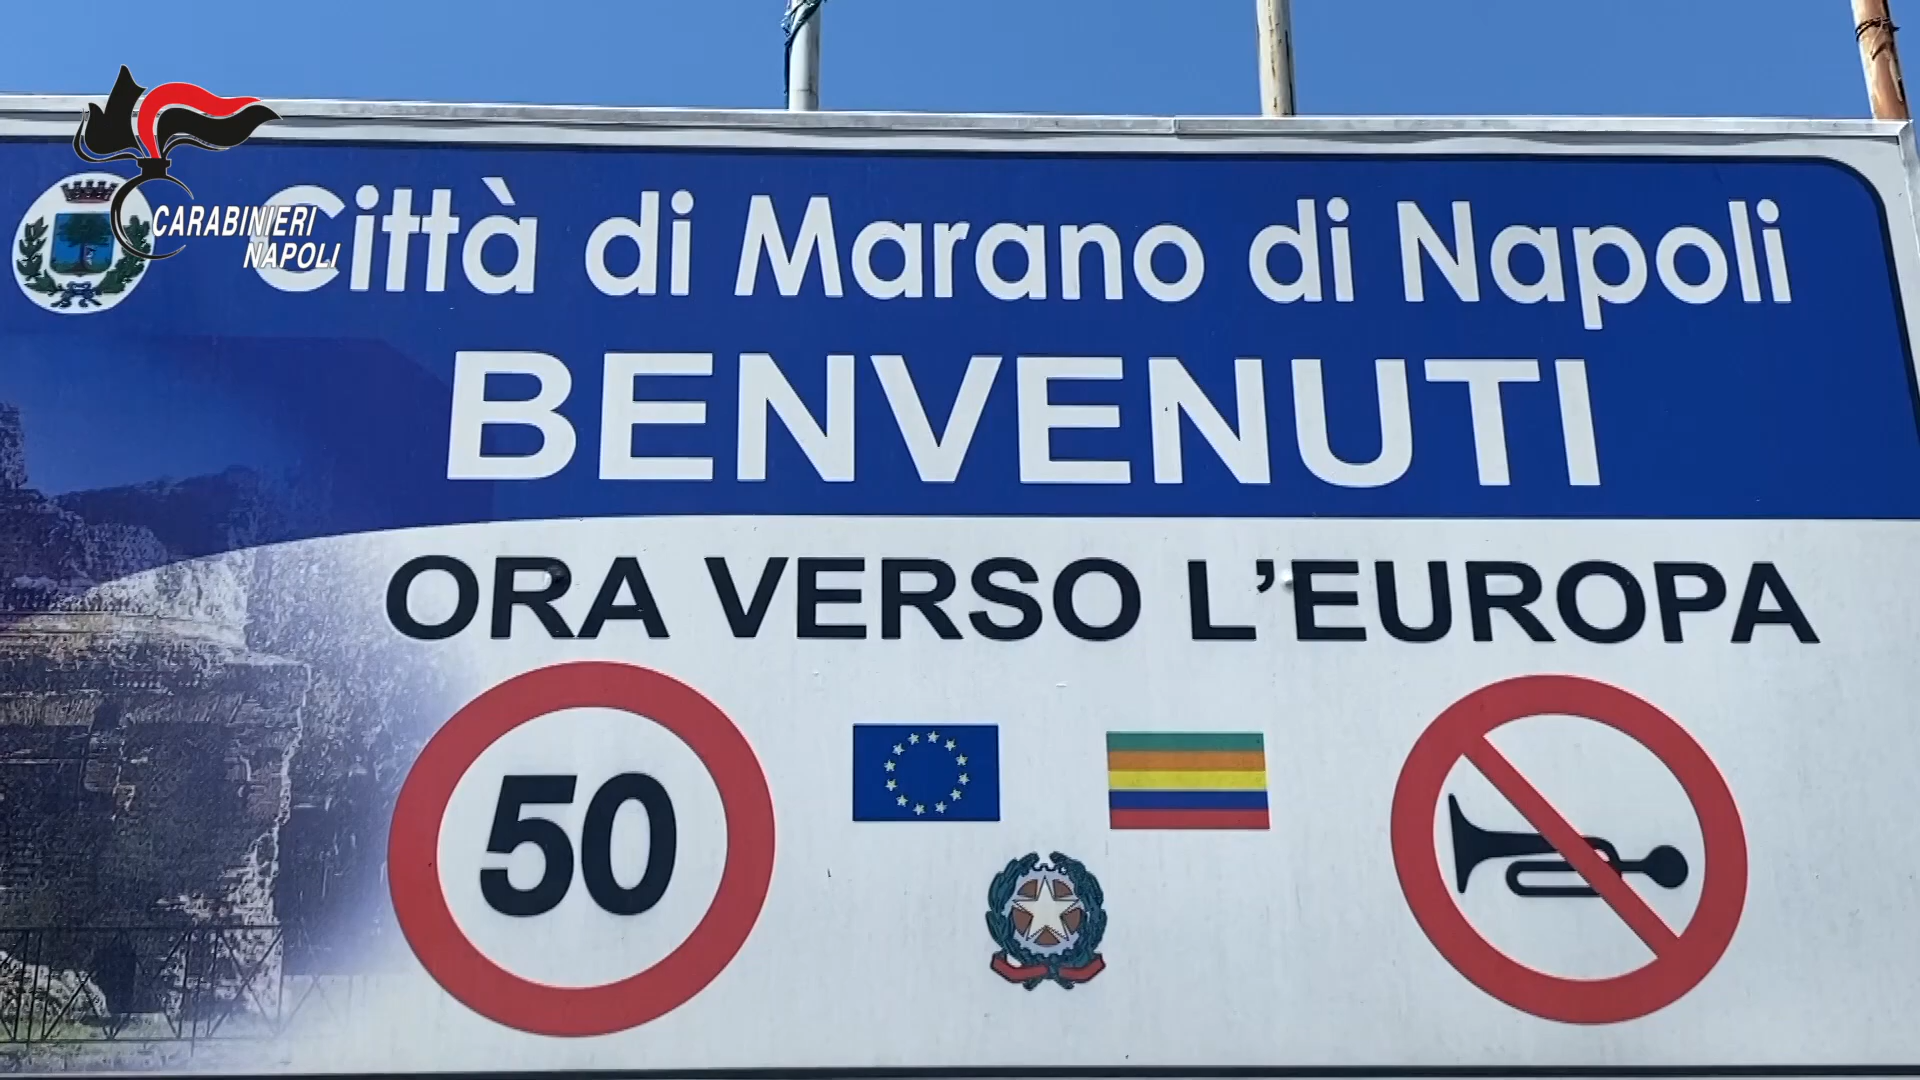 CARABINIERI
NAPOLI
Città di Marano di Napoli
BENVENUTI
ORA VERSO L'EUROPA
50